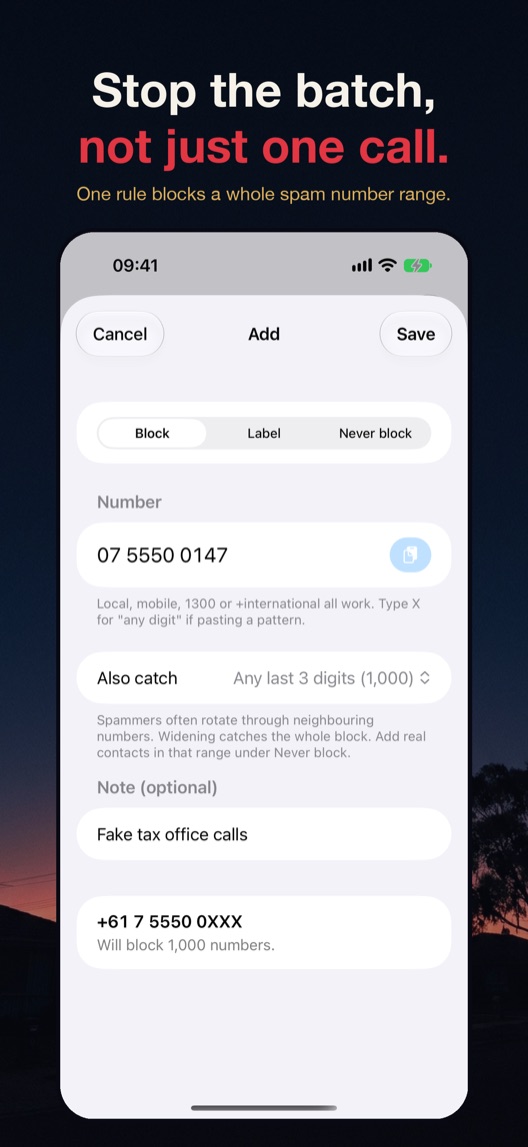 Stop the batch,
not just one call.
One rule blocks a whole spam number range.
09:41
Cancel
Add
Save
Block
Label
Never block
Number
07 5550 0147
Local, mobile, 1300 or +international all work. Type X
for "any digit" if pasting a pattern.
Also catch
Any last 3 digits (1,000)
Spammers often rotate through neighbouring
numbers. Widening catches the whole block. Add real
contacts in that range under Never block.
Note (optional)
Fake tax office calls
+61 7 5550 0XXX
Will block 1,000 numbers.